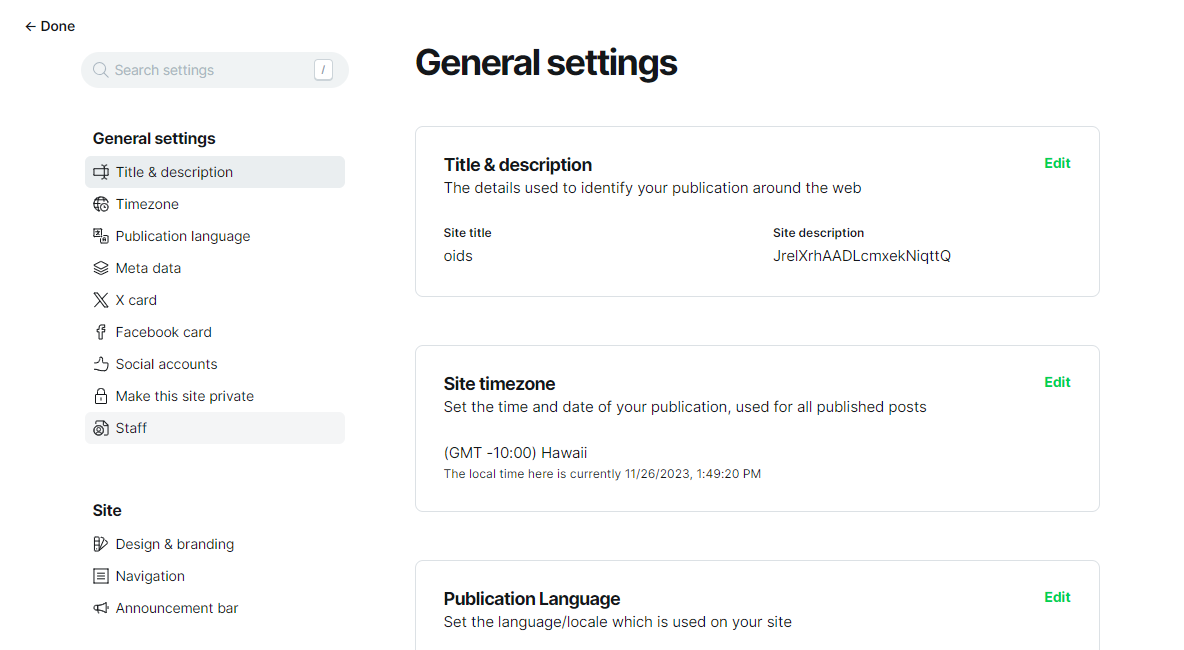 ← Done
Search settings
/
General settings
Title & description
Timezone
Publication language
Meta data
X card
Facebook card
Social accounts
Make this site private
Staff
Site
Design & branding
Navigation
Announcement bar
General settings
Title & description
Edit
The details used to identify your publication around the web
Site title
oids
Site description
JrelXrhAADLcmxekNiqttQ
Site timezone
Edit
Set the time and date of your publication, used for all published posts
(GMT -10:00) Hawaii
The local time here is currently 11/26/2023, 1:49:20 PM
Publication Language
Edit
Set the language/locale which is used on your site